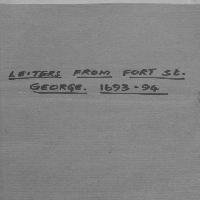 LETTERS FROM FORT St.
GEORGE. 1693-94